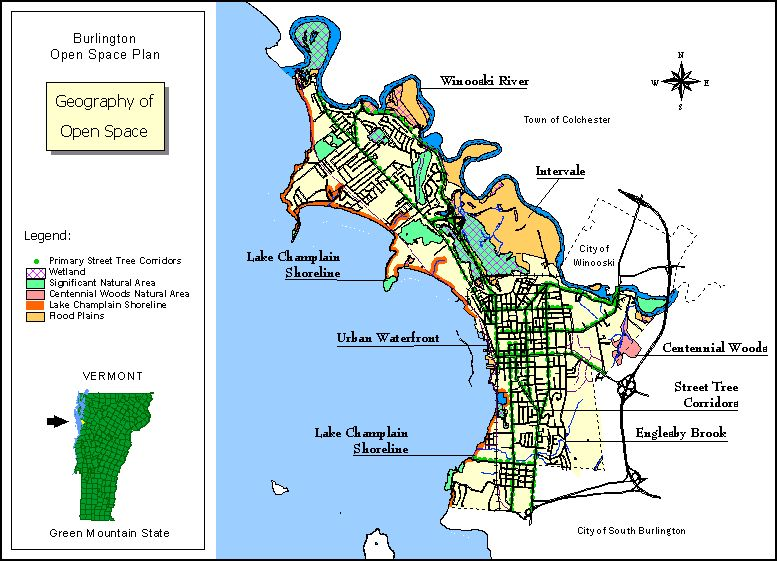 Burlington
Open Space Plan
Geography of
Open Space
Legend:
Primary Street Tree Corridors
Wetland
Significant Natural Area
Centennial Woods Natural Area
Lake Champlain Shoreline
Flood Plains
VERMONT
Green Mountain State
Winooski River
N
W
E
S
Town of Colchester
Intervale
City of
Winooski
Lake Champlain
Shoreline
Urban Waterfront
Centennial Woods
Street Tree
Corridors
Lake Champlain
Shoreline
Englesby Brook
City of South Burlington